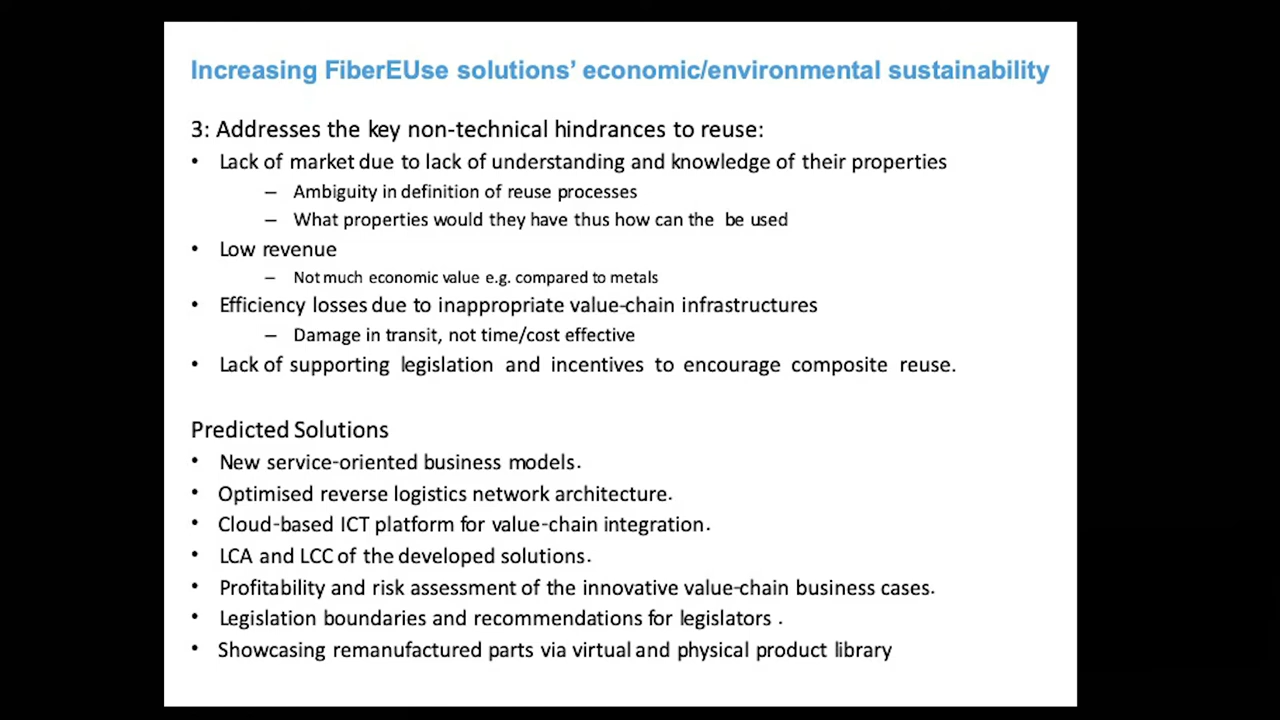 Increasing FiberEUse solutions’ economic/environmental sustainability
3: Addresses the key non-technical hindrances to reuse:
• Lack of market due to lack of understanding and knowledge of their properties
– Ambiguity in definition of reuse processes
– What properties would they have thus how can the be used
• Low revenue
– Not much economic value e.g. compared to metals
• Efficiency losses due to inappropriate value-chain infrastructures
– Damage in transit, not time/cost effective
• Lack of supporting legislation and incentives to encourage composite reuse.
Predicted Solutions
• New service-oriented business models.
• Optimised reverse logistics network architecture.
• Cloud-based ICT platform for value-chain integration.
• LCA and LCC of the developed solutions.
• Profitability and risk assessment of the innovative value-chain business cases.
• Legislation boundaries and recommendations for legislators .
• Showcasing remanufactured parts via virtual and physical product library